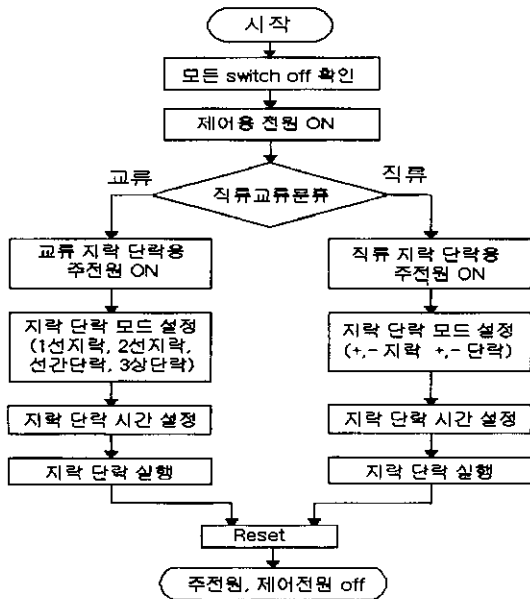 시작
모든 switch off 확인
제어용 전원 ON
교류
직류
직류교류분류
교류 지락 단락용
주전원 ON
지락 단락 모드 설정
(1선지락, 2선지락,
선간단락, 3상단락)
지락 단락 시간 설정
지락 단락 실행
직류 지락 단락용
주전원 ON
지락 단락 모드 설정
(+,- 지락 +,- 단락)
지락 단락 시간 설정
지락 단락 실행
Reset
주전원, 제어전원 off